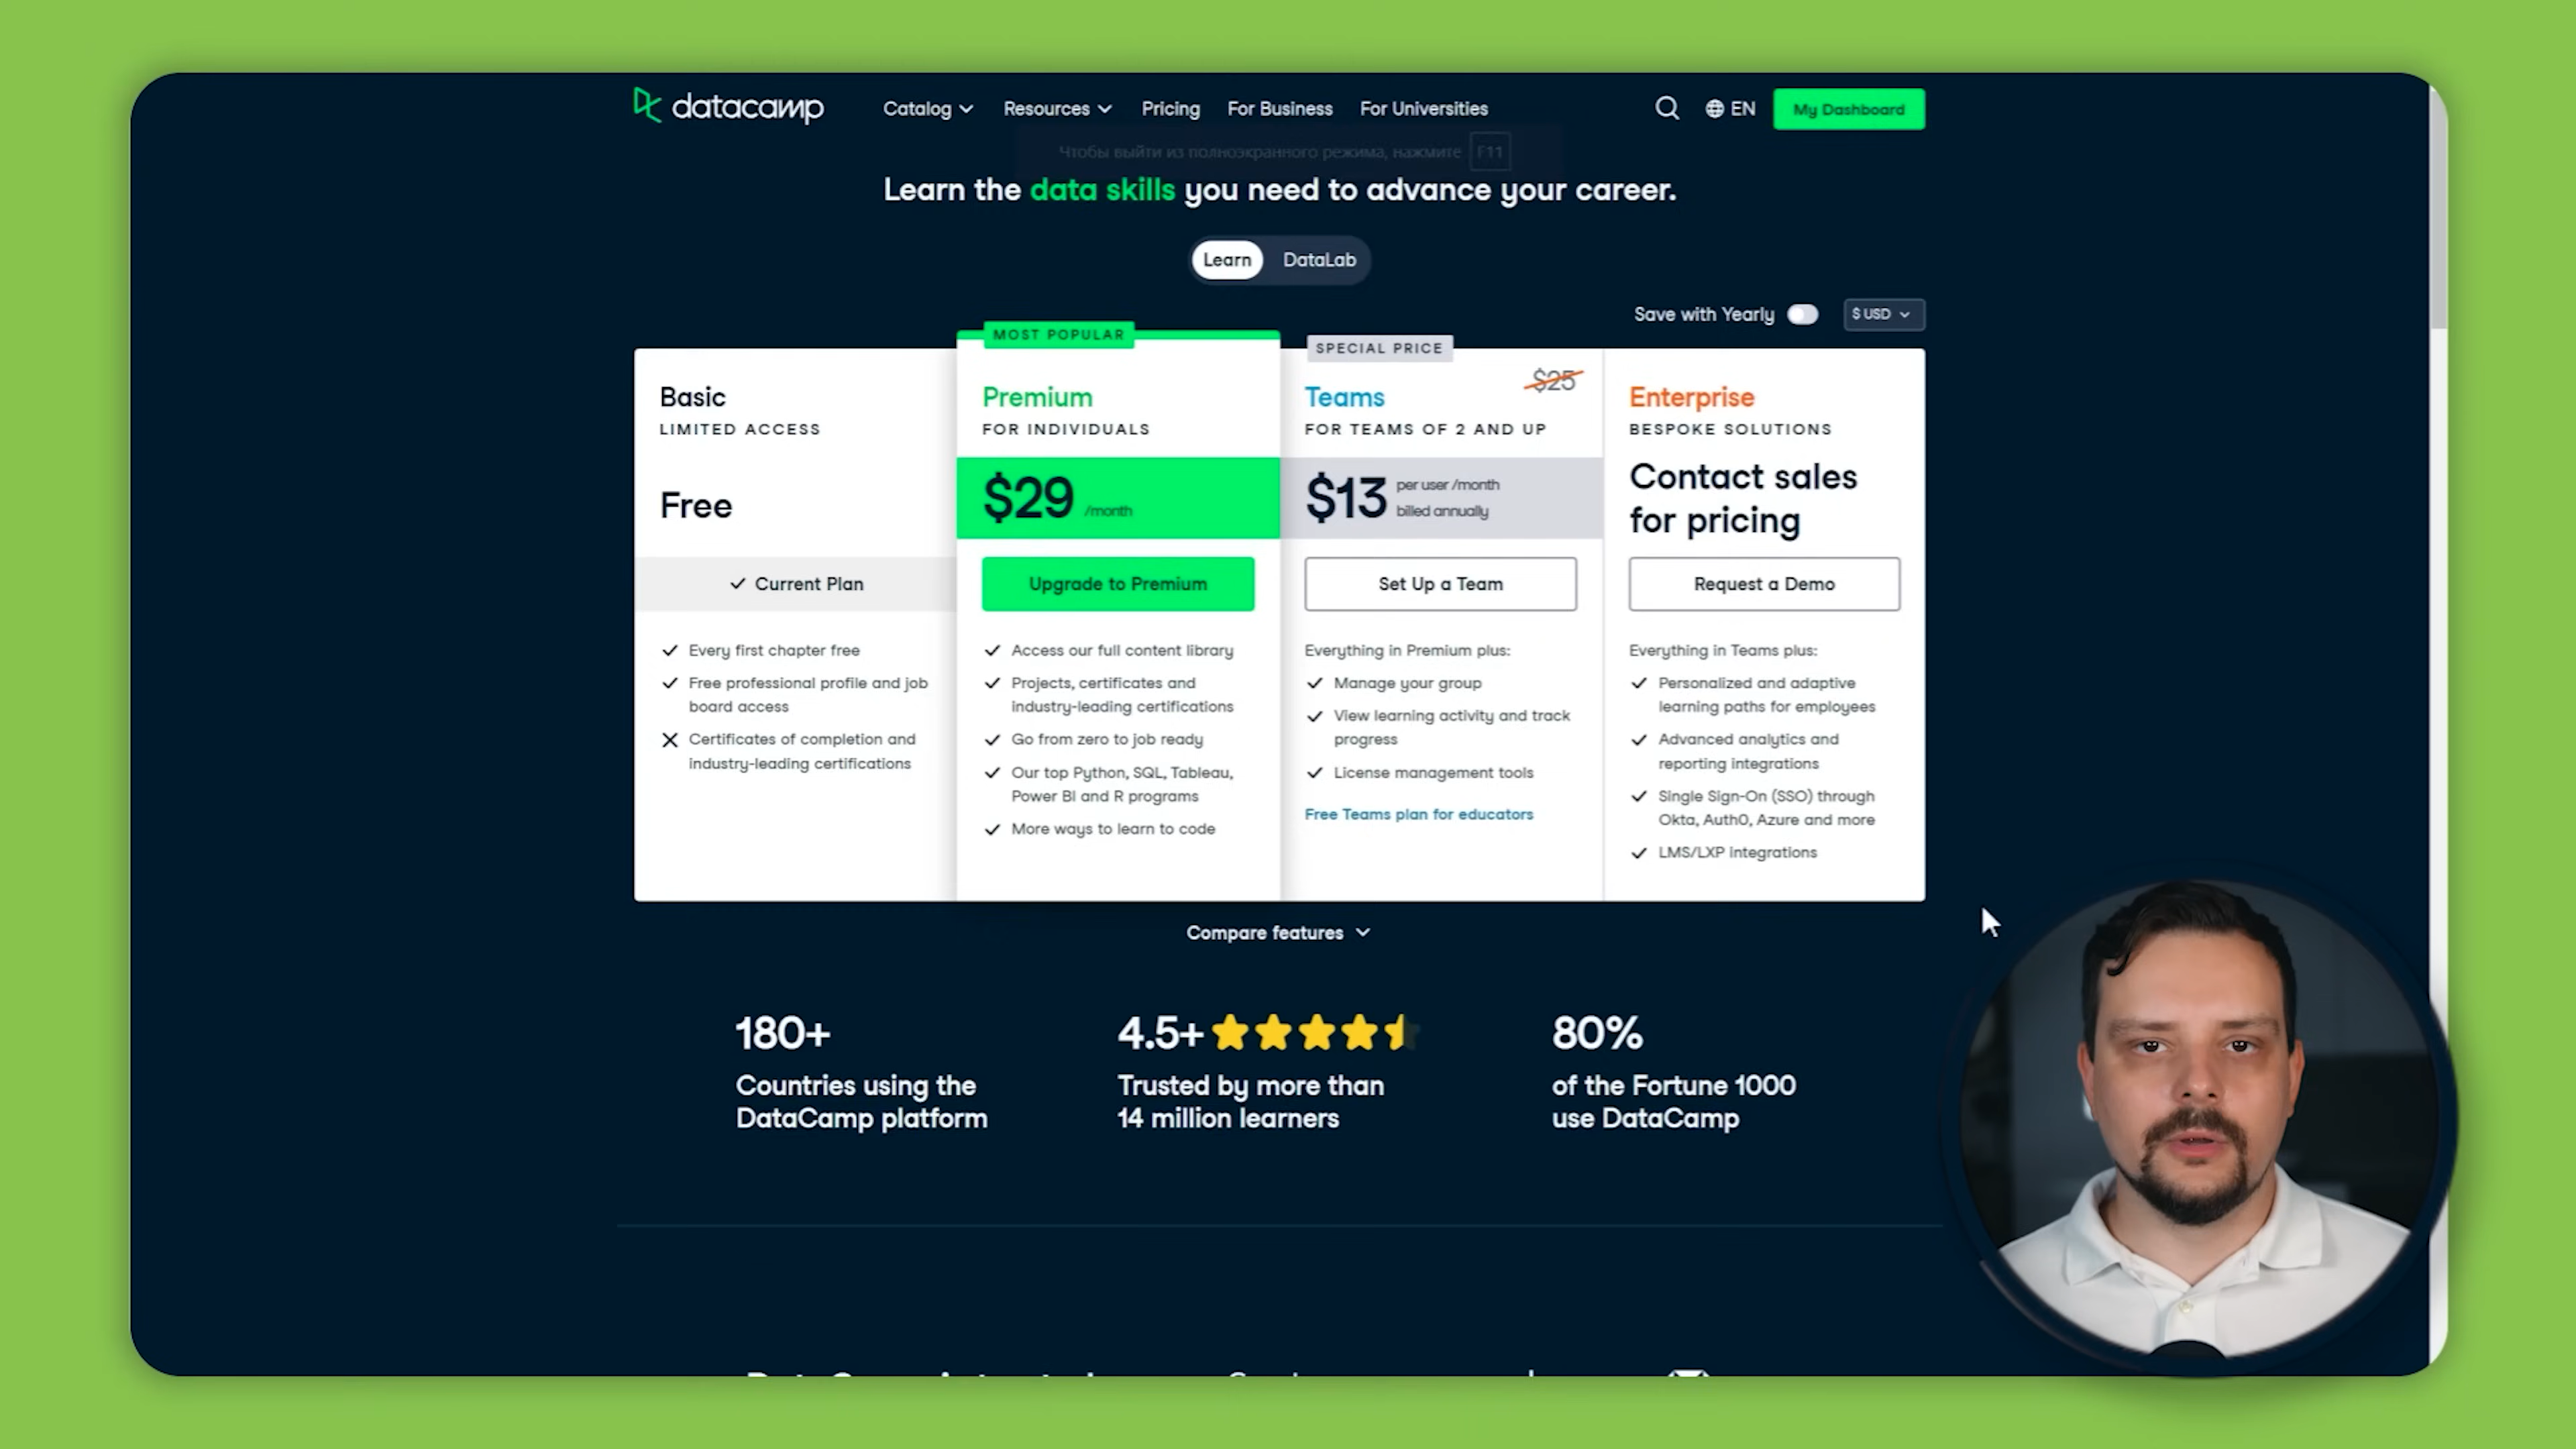 datacamp
Catalog Resources Pricing For Business For Universities EN My Dashboard
Чтобы выйти из полноэкранного режима, нажмите F11
Learn the data skills you need to advance your career.
Learn DataLab
Save with Yearly $ USD
MOST POPULAR
SPECIAL PRICE
Basic
LIMITED ACCESS
Free
Current Plan
Every first chapter free
Free professional profile and job
board access
Certificates of completion and
industry-leading certifications
Premium
FOR INDIVIDUALS
$29 /month
Upgrade to Premium
Access our full content library
Projects, certificates and
industry-leading certifications
Go from zero to job ready
Our top Python, SQL, Tableau,
Power BI and R programs
More ways to learn to code
$25
Teams
FOR TEAMS OF 2 AND UP
$13 per user /month
billed annually
Set Up a Team
Everything in Premium plus:
Manage your group
View learning activity and track
progress
License management tools
Free Teams plan for educators
Enterprise
BESPOKE SOLUTIONS
Contact sales
for pricing
Request a Demo
Everything in Teams plus:
Personalized and adaptive
learning paths for employees
Advanced analytics and
reporting integrations
Single Sign-On (SSO) through
Okta, Auth0, Azure and more
LMS/LXP integrations
Compare features
180+
Countries using the
DataCamp platform
4.5+
Trusted by more than
14 million learners
80%
of the Fortune 1000
use DataCamp